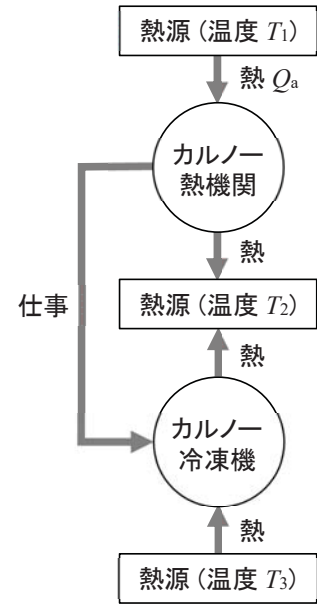 熱源 (温度 T1)
熱 Qa
カルノー
熱機関
熱
仕事
熱源 (温度 T2)
熱
カルノー
冷凍機
熱
熱源 (温度 T3)